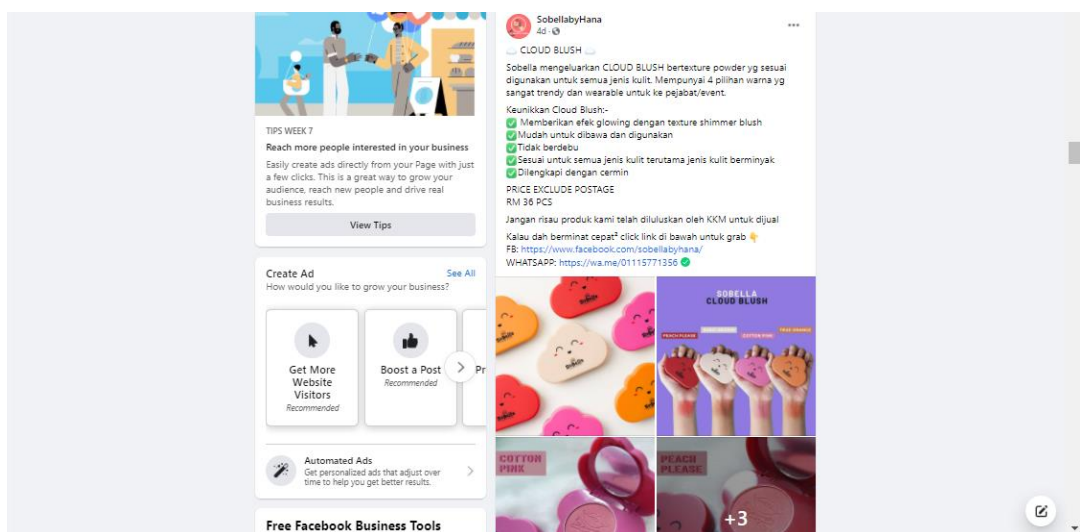 TIPS WEEK 7
Reach more people interested in your business
Easily create ads directly from your Page with just
a few clicks. This is a great way to grow your
audience, reach new people and drive real
business results.
View Tips
Create Ad
See All
How would you like to grow your business?
Get More
Website
Visitors
Recommended
Boost a Post
Recommended
Pr
Automated Ads
Get personalized ads that adjust over
time to help you get better results.
Free Facebook Business Tools
SobellabyHana
4d
CLOUD BLUSH
Sobella mengeluarkan CLOUD BLUSH bertexture powder yg sesuai
digunakan untuk semua jenis kulit. Mempunyai 4 pilihan warna yg
sangat trendy dan wearable untuk ke pejabat/event.
Keunikkan Cloud Blush:-
Memberikan efek glowing dengan texture shimmer blush
Mudah untuk dibawa dan digunakan
Tidak berdebu
Sesuai untuk semua jenis kulit terutama jenis kulit berminyak
Dilengkapi dengan cermin
PRICE EXCLUDE POSTAGE
RM 36 PCS
Jangan risau produk kami telah diluluskan oleh KKM untuk dijual
Kalau dah berminat cepat² click link di bawah untuk grab
FB: https://www.facebook.com/sobellabyhana/
WHATSAPP: https://wa.me/01115771356
SOBELLA
CLOUD BLUSH
PEACH PLEASE
COTTON PINK
TRUE ORANGE
COTTON
PINK
PEACH
PLEASE
+3